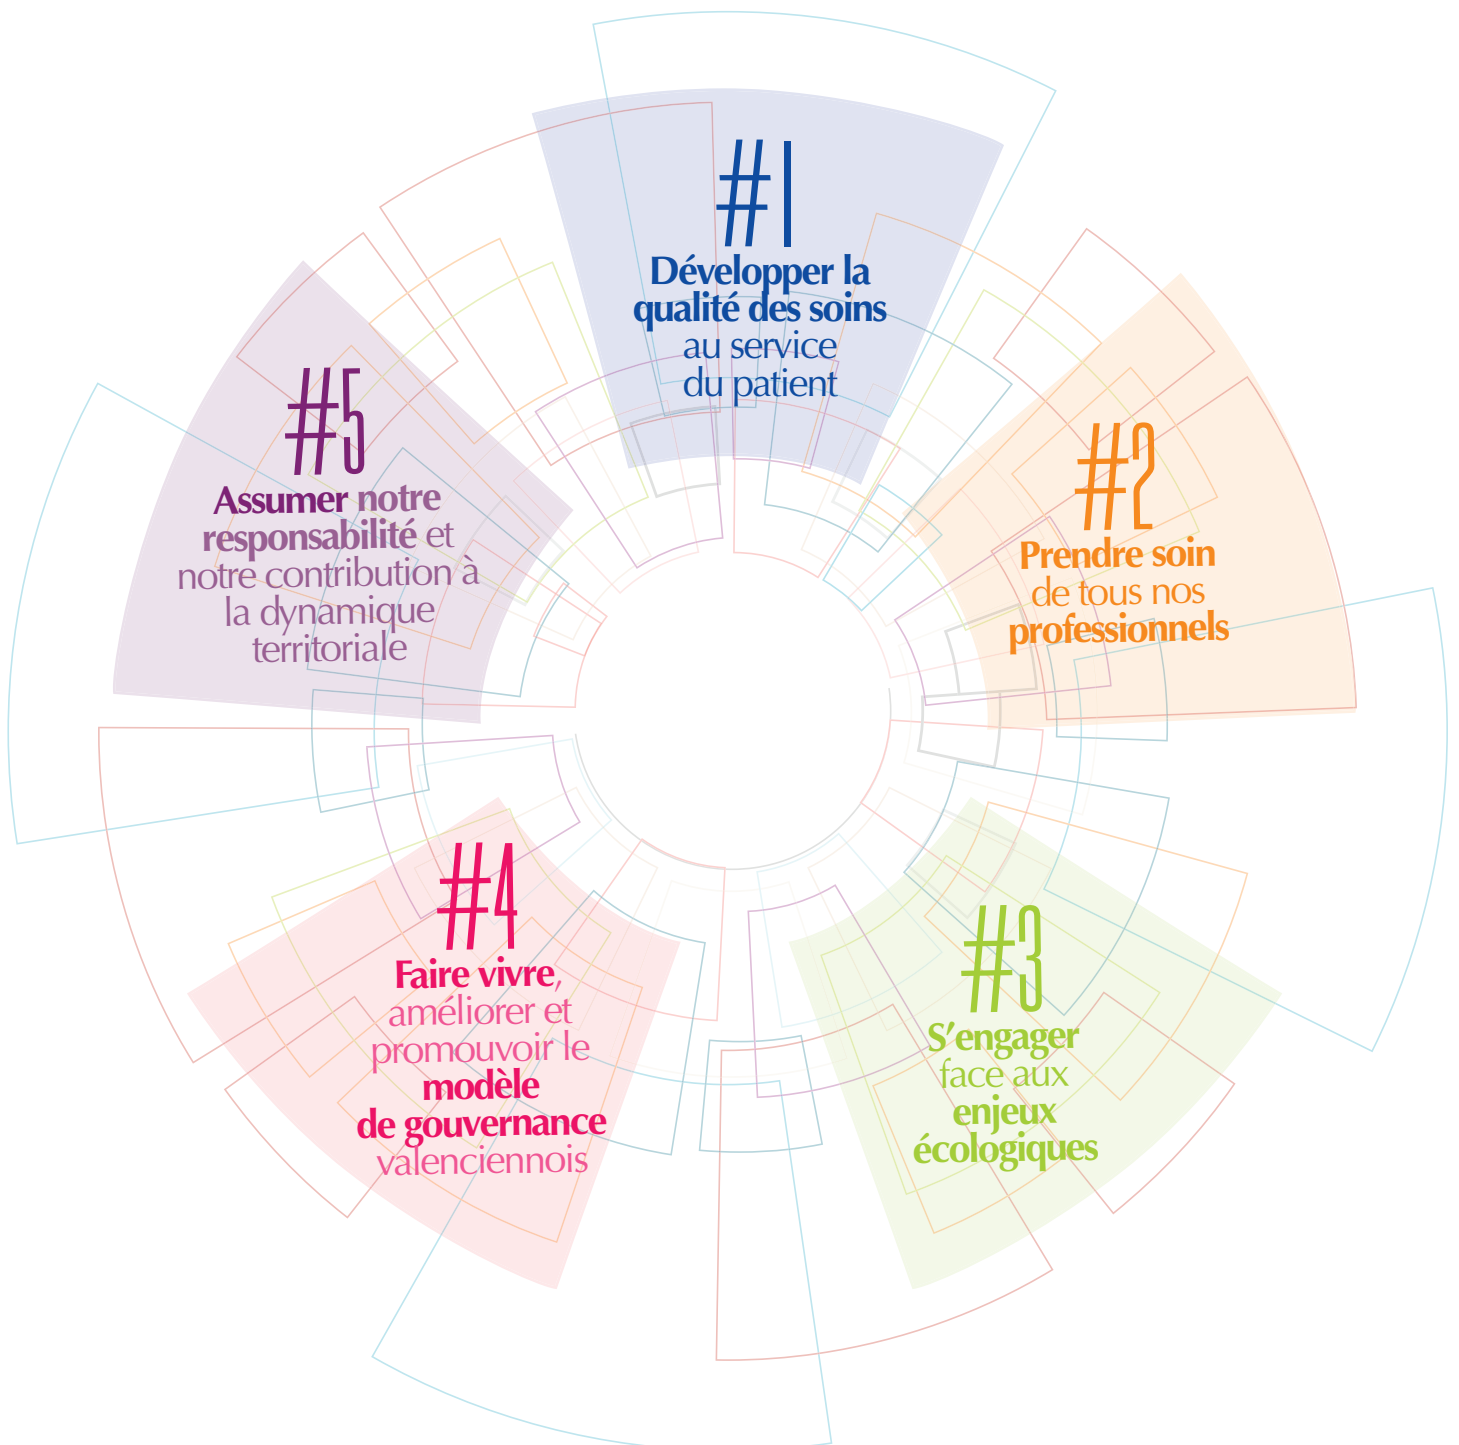 #1
Développer la
qualité des soins
au service
du patient
#2
Prendre soin
de tous nos
professionnels
#3
S'engager
face aux
enjeux
écologiques
#4
Faire vivre,
améliorer et
promouvoir le
modèle
de gouvernance
valenciennois
#5
Assumer notre
responsabilité et
notre contribution à
la dynamique
territoriale